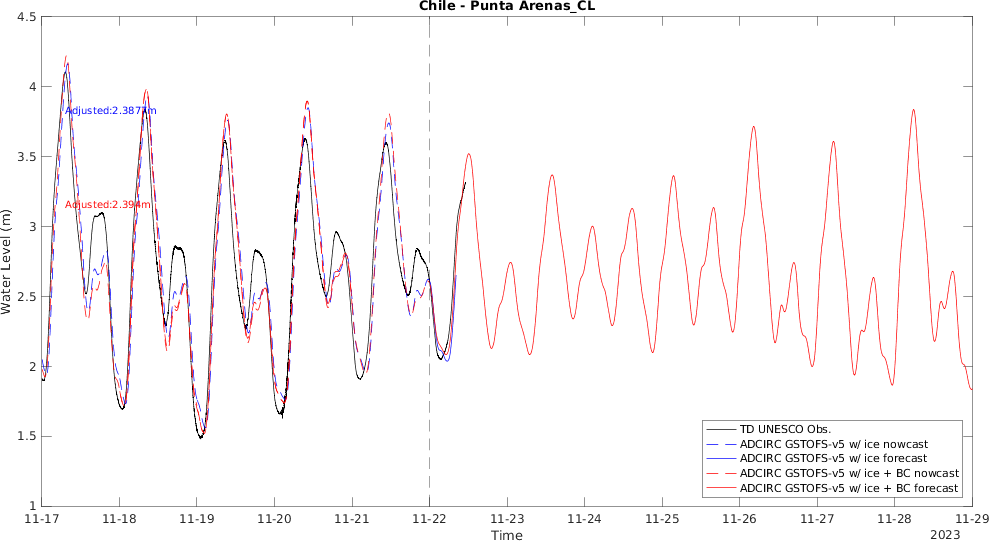 Chile - Punta Arenas_CL
4.5
4
3.5
3
2.5
2
1.5
1
Water Level (m)
Adjusted:2.3877m
Adjusted:2.394m
TD UNESCO Obs.
ADCIRC GSTOFS-v5 w/ ice nowcast
ADCIRC GSTOFS-v5 w/ ice forecast
ADCIRC GSTOFS-v5 w/ ice + BC nowcast
ADCIRC GSTOFS-v5 w/ ice + BC forecast
11-17 11-18 11-19 11-20 11-21 11-22 11-23 11-24 11-25 11-26 11-27 11-28 11-29
Time
2023